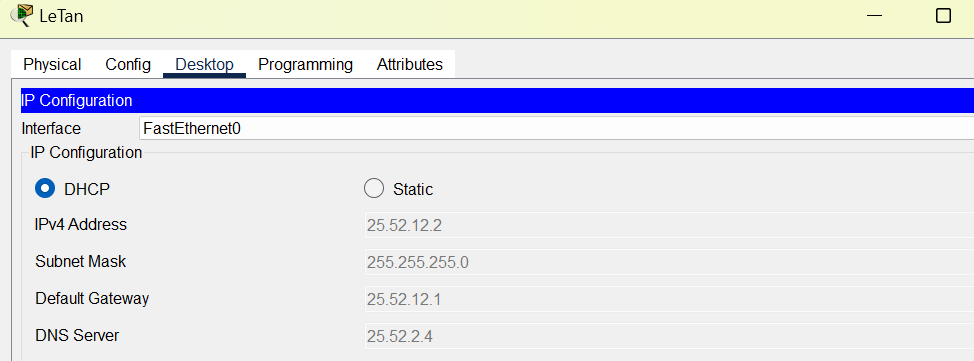 LeTan
Physical Config Desktop Programming Attributes
IP Configuration
Interface FastEthernet0
IP Configuration
DHCP Static
IPv4 Address 25.52.12.2
Subnet Mask 255.255.255.0
Default Gateway 25.52.12.1
DNS Server 25.52.2.4